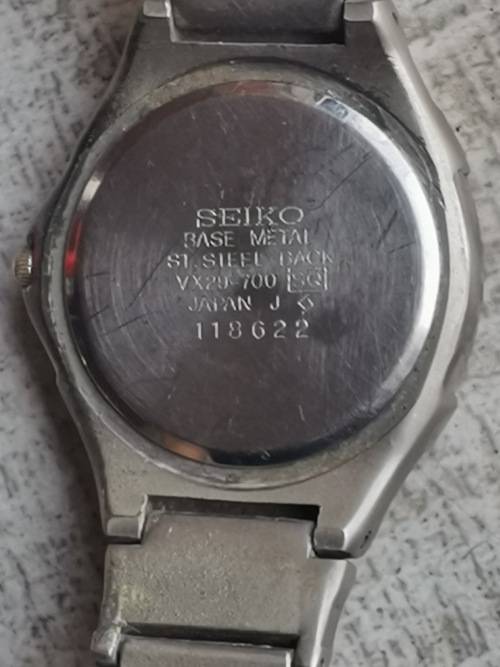 SEIKO
BASE METAL
ST. STEEL BACK
VX29-700 SQ
JAPAN J
118622